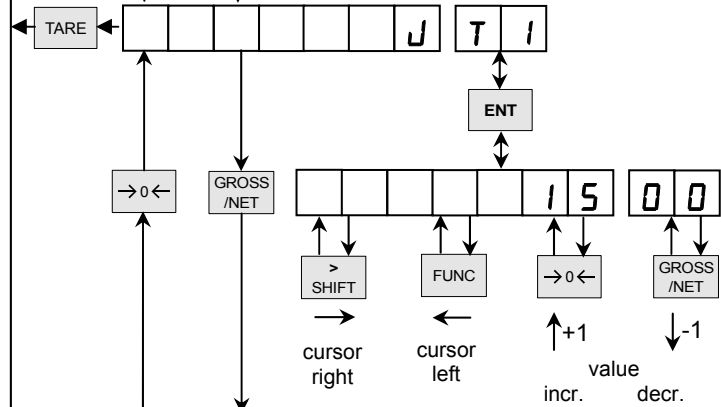 TARE
J T 1
ENT
→0←
GROSS
/NET
1 5 0 0
>
SHIFT
FUNC
→0←
GROSS
/NET
+1
-1
cursor
right
cursor
left
value
incr. decr.